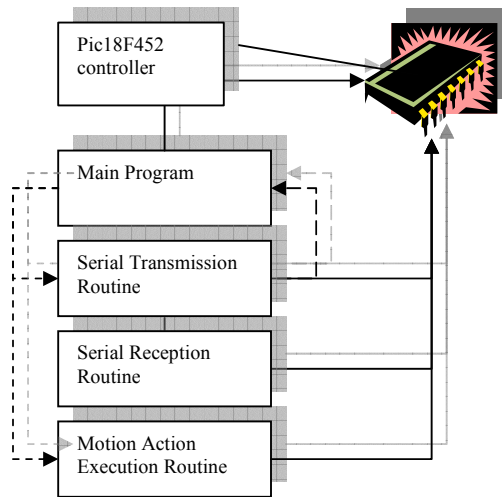 Pic18F452
controller
Main Program
Serial Transmission
Routine
Serial Reception
Routine
Motion Action
Execution Routine